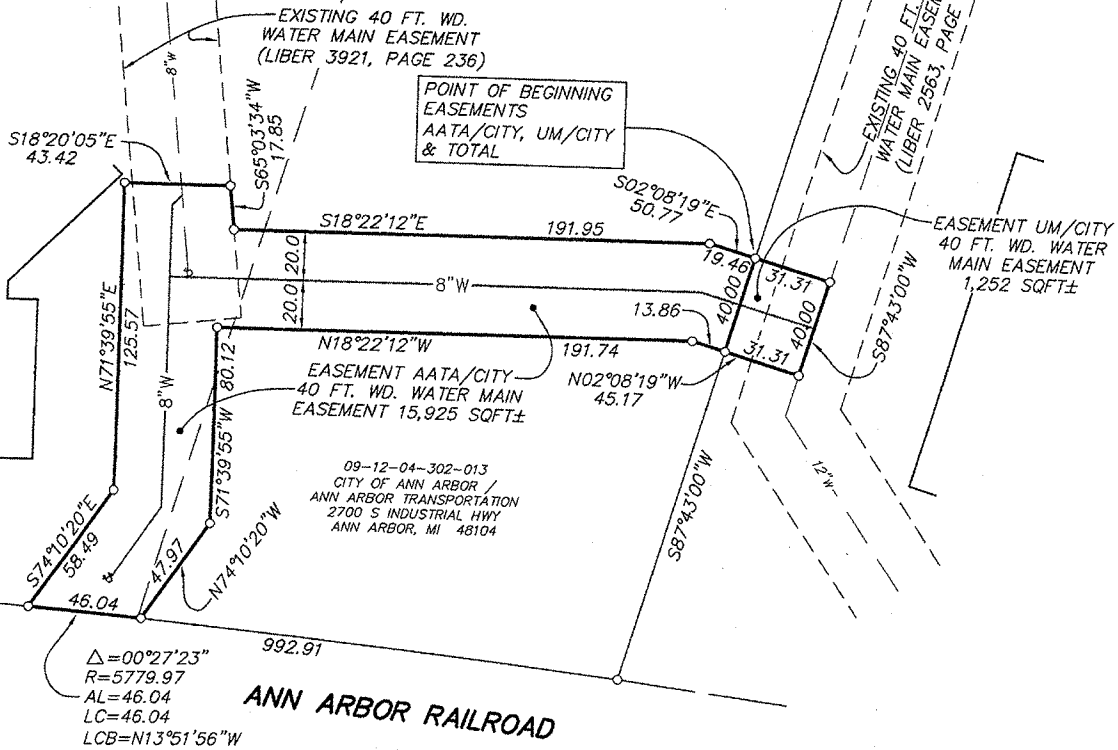 EXISTING 40 FT. WD.
WATER MAIN EASEMENT
(LIBER 3921, PAGE 236)
8"W
S18°20'05"E
43.42
S65°03'34"W
17.85
POINT OF BEGINNING
EASEMENTS
AATA/CITY, UM/CITY
& TOTAL
EXISTING 40 FT.
WATER MAIN
(LIBER 2563, PAGE
S02°08'19"E
50.77
S18°22'12"E
191.95
19.46
31.31
EASEMENT UM/CITY
40 FT. WD. WATER
MAIN EASEMENT
1,252 SQFT±
20.0
20.0
8"W
40.00
40.00
S87°43'00"W
13.86
31.31
N18°22'12"W
191.74
N02°08'19"W
45.17
N71°39'55"E
125.57
8"W
80.12
S71°39'55"W
EASEMENT AATA/CITY
40 FT. WD. WATER MAIN
EASEMENT 15,925 SQFT±
09-12-04-302-013
CITY OF ANN ARBOR /
ANN ARBOR TRANSPORTATION
2700 S INDUSTRIAL HWY
ANN ARBOR, MI 48104
S87°43'00"W
12"W
S74°10'20"E
58.49
47.97
N74°10'20"W
46.04
992.91
△=00°27'23"
R=5779.97
AL=46.04
LC=46.04
LCB=N13°51'56"W
ANN ARBOR RAILROAD